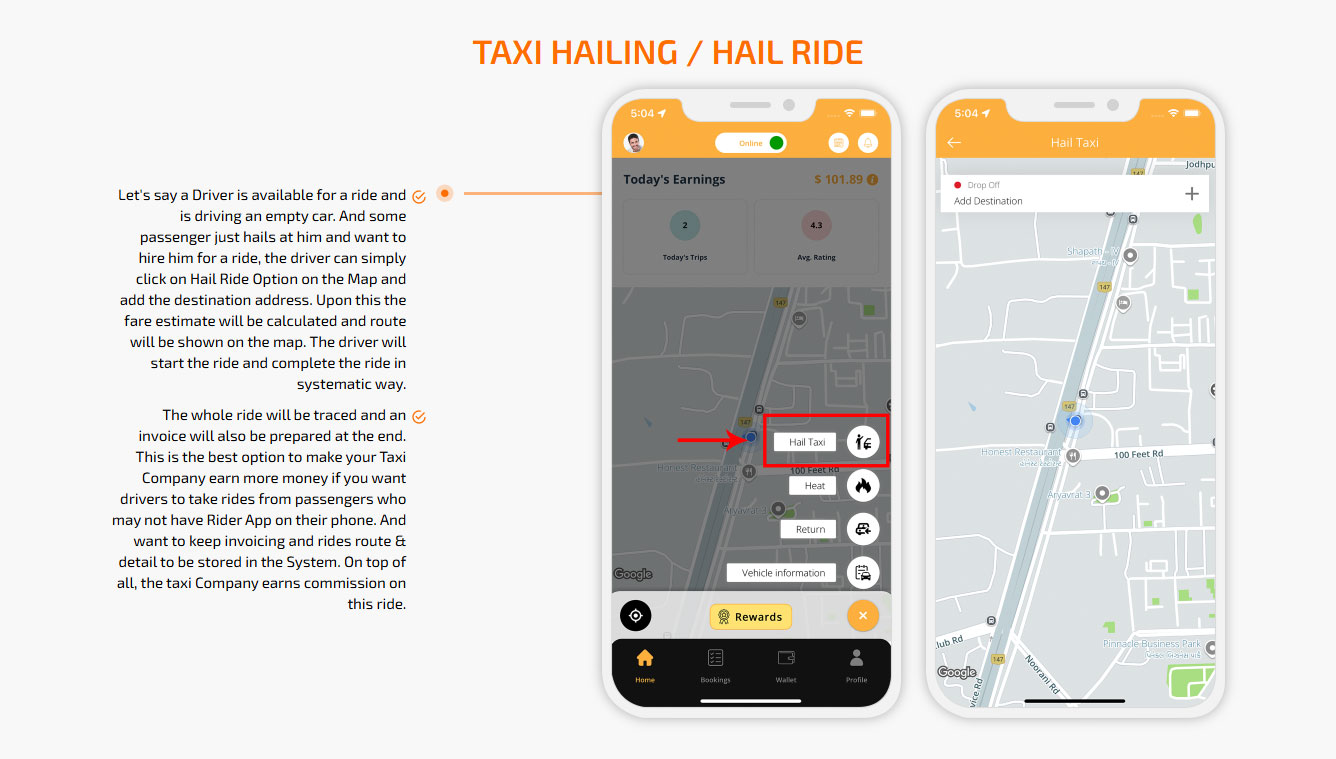 TAXI HAILING / HAIL RIDE
Let's say a Driver is available for a ride and
is driving an empty car. And some
passenger just hails at him and want to
hire him for a ride, the driver can simply
click on Hail Ride Option on the Map and
add the destination address. Upon this the
fare estimate will be calculated and route
will be shown on the map. The driver will
start the ride and complete the ride in
systematic way.
The whole ride will be traced and an
invoice will also be prepared at the end.
This is the best option to make your Taxi
Company earn more money if you want
drivers to take rides from passengers who
may not have Rider App on their phone. And
want to keep invoicing and rides route &
detail to be stored in the System. On top of
all, the taxi Company earns commission on
this ride.
5:04
Online
Today's Earnings
$ 101.89
2
Today's Trips
4.3
Avg. Rating
147
147
Hail Taxi
Honest Restaurant
100 Feet Rd
Heat
Aryavrat 3
Return
Google
Vehicle information
Rewards
Home
Bookings
Wallet
Profile
5:04
Hail Taxi
147
Jodhpu
Drop Off
Add Destination
Shapath - IV
147
147
Honest Restaurant
100 Feet Rd
Aryavrat 3
lub Rd
Pinnacle Business Park
147
Noorani Rd
Google
vice Rd